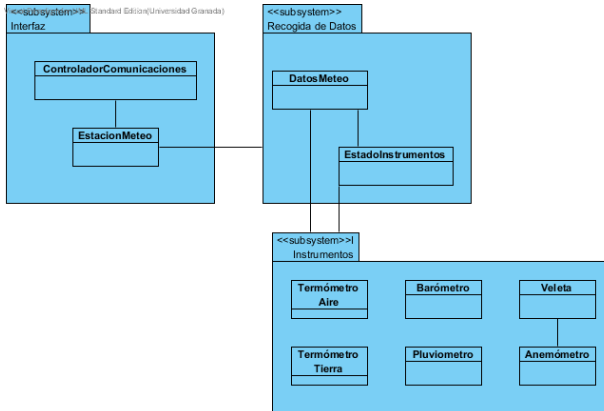 Standard Edition(Universidad Granada)
<<subsystem>>
Interfaz
ControladorComunicaciones
EstacionMeteo
<<subsystem>>
Recogida de Datos
DatosMeteo
EstadoInstrumentos
<<subsystem>>I
Instrumentos
Termómetro
Aire
Barómetro
Veleta
Termómetro
Tierra
Pluviometro
Anemómetro